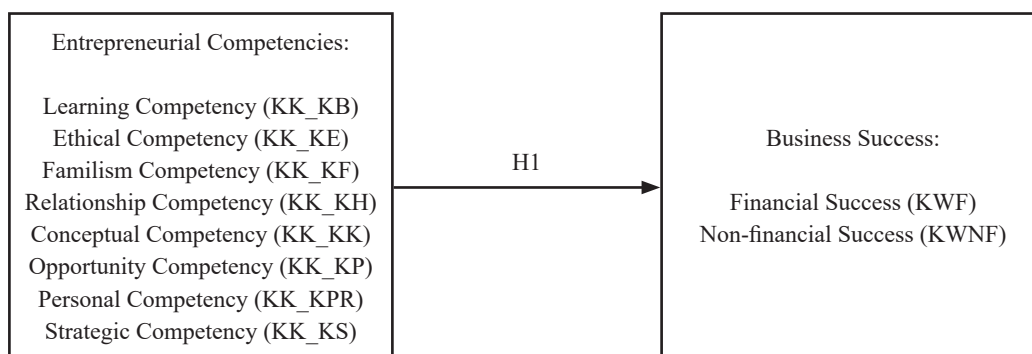 Entrepreneurial Competencies:
Learning Competency (KK_KB)
Ethical Competency (KK_KE)
Familism Competency (KK_KF)
Relationship Competency (KK_KH)
Conceptual Competency (KK_KK)
Opportunity Competency (KK_KP)
Personal Competency (KK_KPR)
Strategic Competency (KK_KS)
H1
Business Success:
Financial Success (KWF)
Non-financial Success (KWNF)